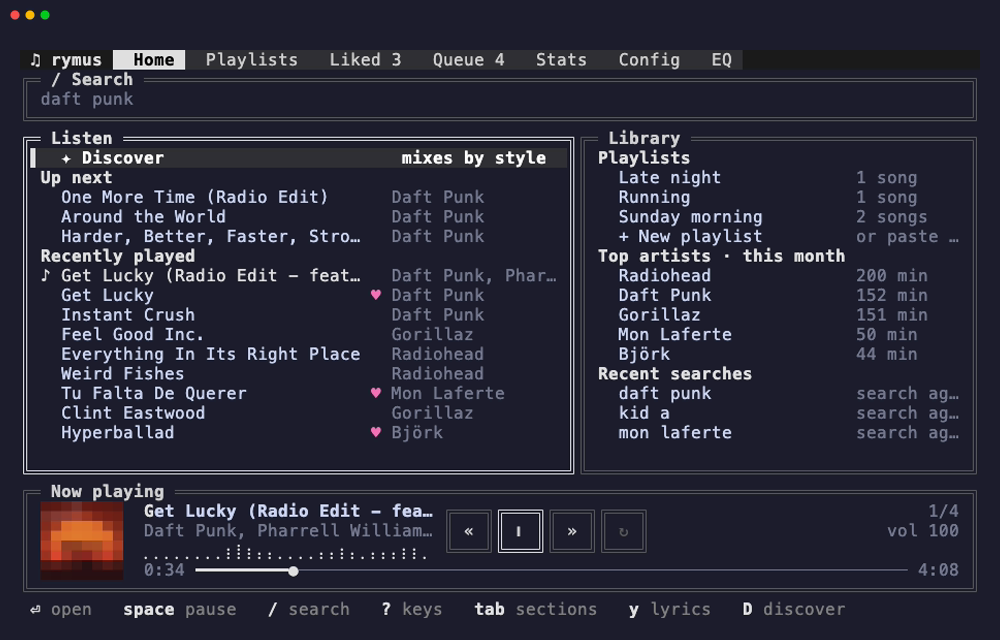 ♫ rymus Home Playlists Liked 3 Queue 4 Stats Config EQ
/ Search
daft punk
Listen
✦ Discover mixes by style
Up next
One More Time (Radio Edit) Daft Punk
Around the World Daft Punk
Harder, Better, Faster, Stro… Daft Punk
Recently played
♪ Get Lucky (Radio Edit – feat… Daft Punk, Phar…
Get Lucky ♥ Daft Punk
Instant Crush Daft Punk
Feel Good Inc. Gorillaz
Everything In Its Right Place Radiohead
Weird Fishes Radiohead
Tu Falta De Querer ♥ Mon Laferte
Clint Eastwood Gorillaz
Hyperballad ♥ Björk
Library
Playlists
Late night 1 song
Running 1 song
Sunday morning 2 songs
+ New playlist or paste …
Top artists · this month
Radiohead 200 min
Daft Punk 152 min
Gorillaz 151 min
Mon Laferte 50 min
Björk 44 min
Recent searches
daft punk search ag…
kid a search ag…
mon laferte search ag…
Now playing
Get Lucky (Radio Edit – fea… 1/4
Daft Punk, Pharrell William… « » ↻ vol 100
0:34 4:08
⏎ open space pause / search ? keys tab sections y lyrics D discover